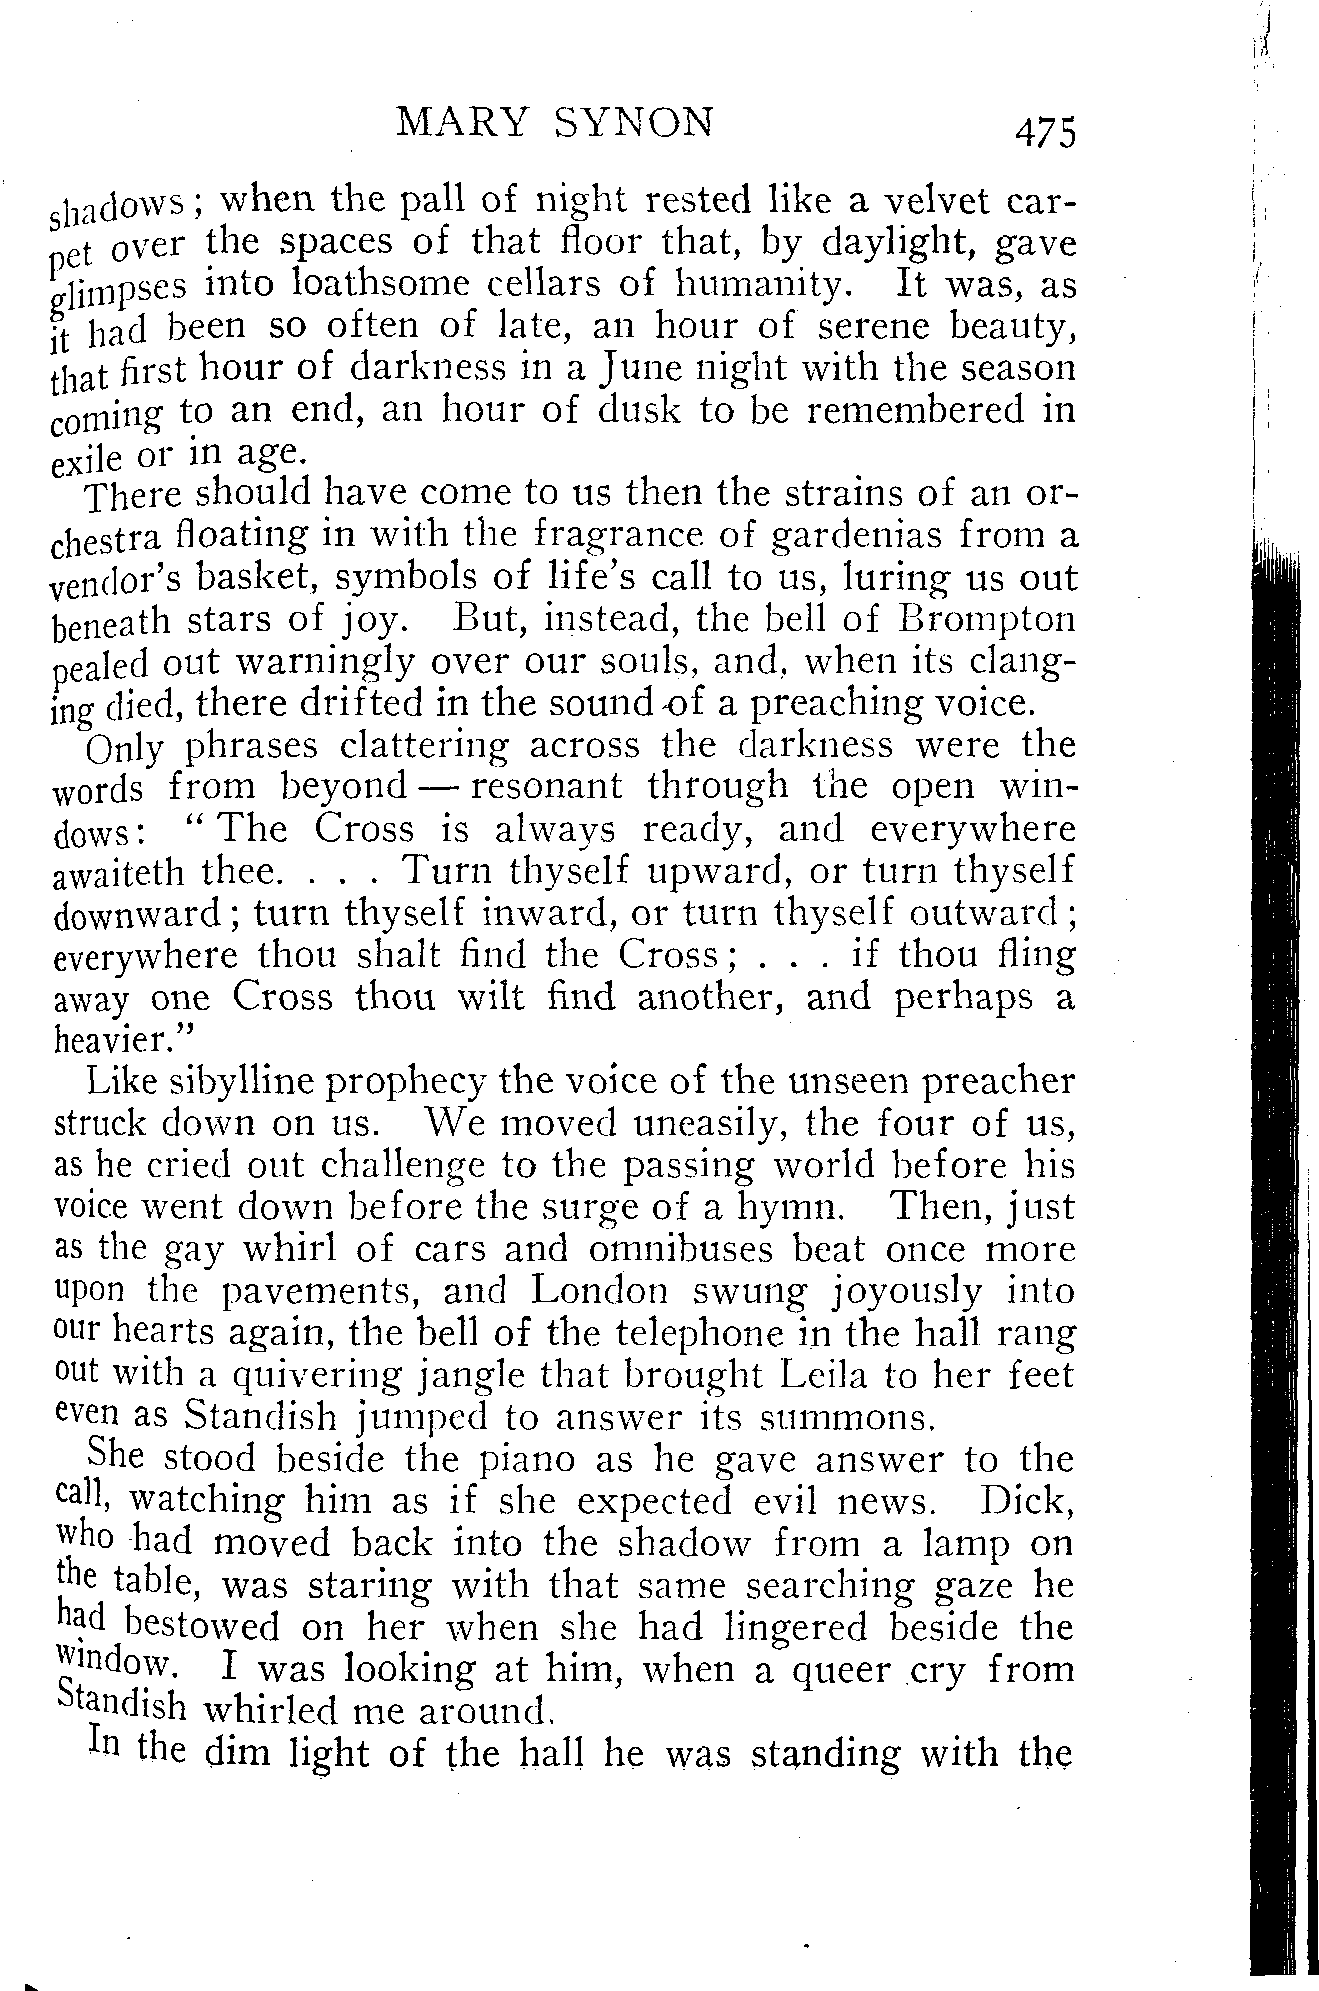 MARY SYNON 475
shadows; when the pall of night rested like a velvet car-
pet over the spaces of that floor that, by daylight, gave
glimpses into loathsome cellars of humanity. It was, as
it had been so often of late, an hour of serene beauty,
that first hour of darkness in a June night with the season
coming to an end, an hour of dusk to be remembered in
exile or in age.
There should have come to us then the strains of an or-
chestra floating in with the fragrance of gardenias from a
vendor's basket, symbols of life's call to us, luring us out
beneath stars of joy. But, instead, the bell of Brompton
pealed out warningly over our souls, and, when its clang-
ing died, there drifted in the sound of a preaching voice.
Only phrases clattering across the darkness were the
words from beyond — resonant through the open win-
dows: "The Cross is always ready, and everywhere
awaiteth thee. . . . Turn thyself upward, or turn thyself
downward; turn thyself inward, or turn thyself outward;
everywhere thou shalt find the Cross; . . . if thou fling
away one Cross thou wilt find another, and perhaps a
heavier."
Like sibylline prophecy the voice of the unseen preacher
struck down on us. We moved uneasily, the four of us,
as he cried out challenge to the passing world before his
voice went down before the surge of a hymn. Then, just
as the gay whirl of cars and omnibuses beat once more
upon the pavements, and London swung joyously into
our hearts again, the bell of the telephone in the hall rang
out with a quivering jangle that brought Leila to her feet
even as Standish jumped to answer its summons.
She stood beside the piano as he gave answer to the
call, watching him as if she expected evil news. Dick,
who had moved back into the shadow from a lamp on
the table, was staring with that same searching gaze he
had bestowed on her when she had lingered beside the
window. I was looking at him, when a queer cry from
Standish whirled me around.
In the dim light of the hall he was standing with the